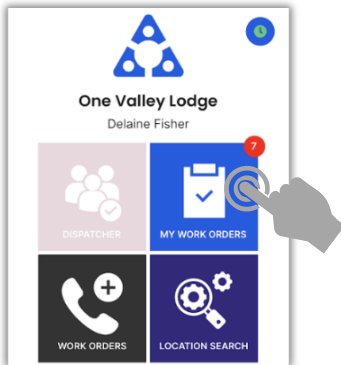 One Valley Lodge
Delaine Fisher
7
DISPATCHER
MY WORK ORDERS
WORK ORDERS
LOCATION SEARCH